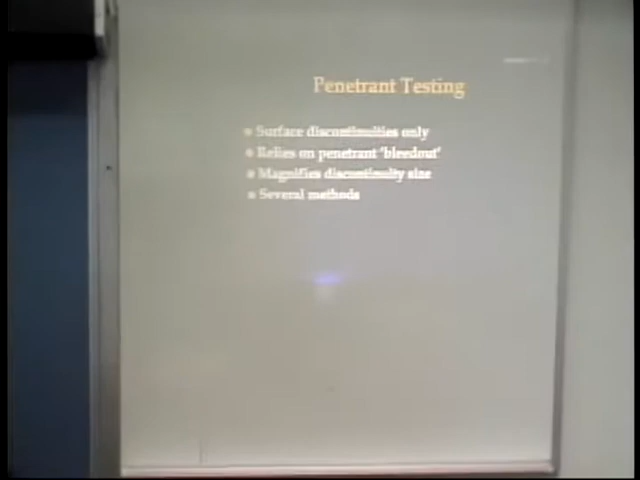 Penetrant Testing
Surface discontinuities only
Relies on penetrant 'bleedout'
Magnifies discontinuity size
Several methods